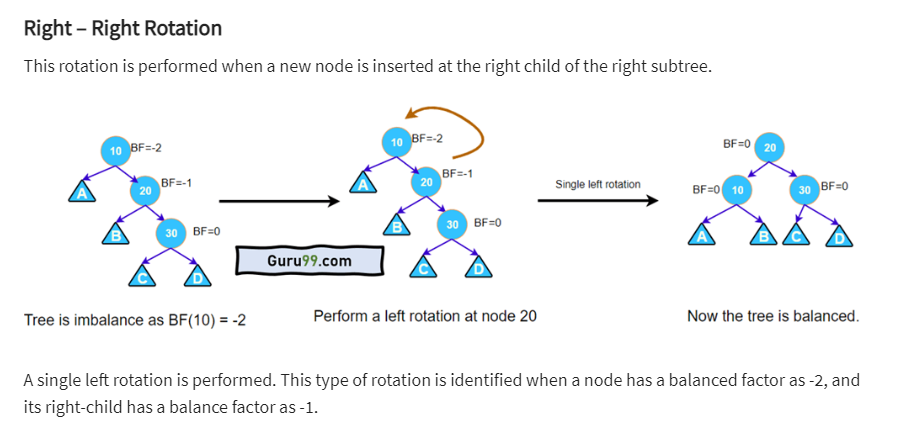 Right – Right Rotation
This rotation is performed when a new node is inserted at the right child of the right subtree.
10 BF=-2
A
20 BF=-1
B
30 BF=0
C
D
Tree is imbalance as BF(10) = -2
10 BF=-2
A
20 BF=-1
B
30 BF=0
C
D
Guru99.com
Perform a left rotation at node 20
Single left rotation
BF=0 20
BF=0 10
30 BF=0
A
B
C
D
Now the tree is balanced.
A single left rotation is performed. This type of rotation is identified when a node has a balanced factor as -2, and
its right-child has a balance factor as -1.